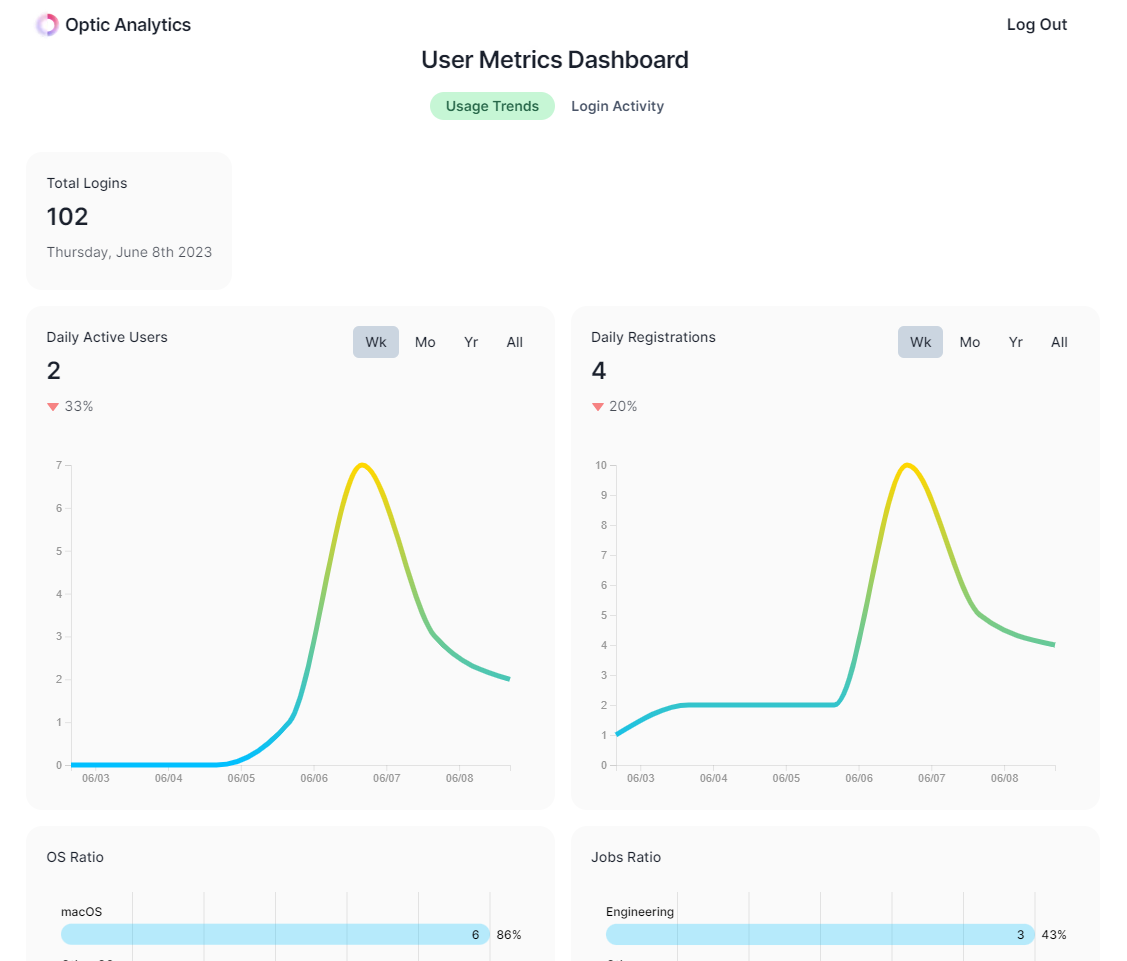 Optic Analytics
Log Out
User Metrics Dashboard
Usage Trends
Login Activity
Total Logins
102
Thursday, June 8th 2023
Daily Active Users
Wk Mo Yr All
2
33%
7
6
5
4
3
2
1
0
06/03 06/04 06/05 06/06 06/07 06/08
Daily Registrations
Wk Mo Yr All
4
20%
10
9
8
7
6
5
4
3
2
1
0
06/03 06/04 06/05 06/06 06/07 06/08
OS Ratio
macOS
6 86%
Jobs Ratio
Engineering
3 43%